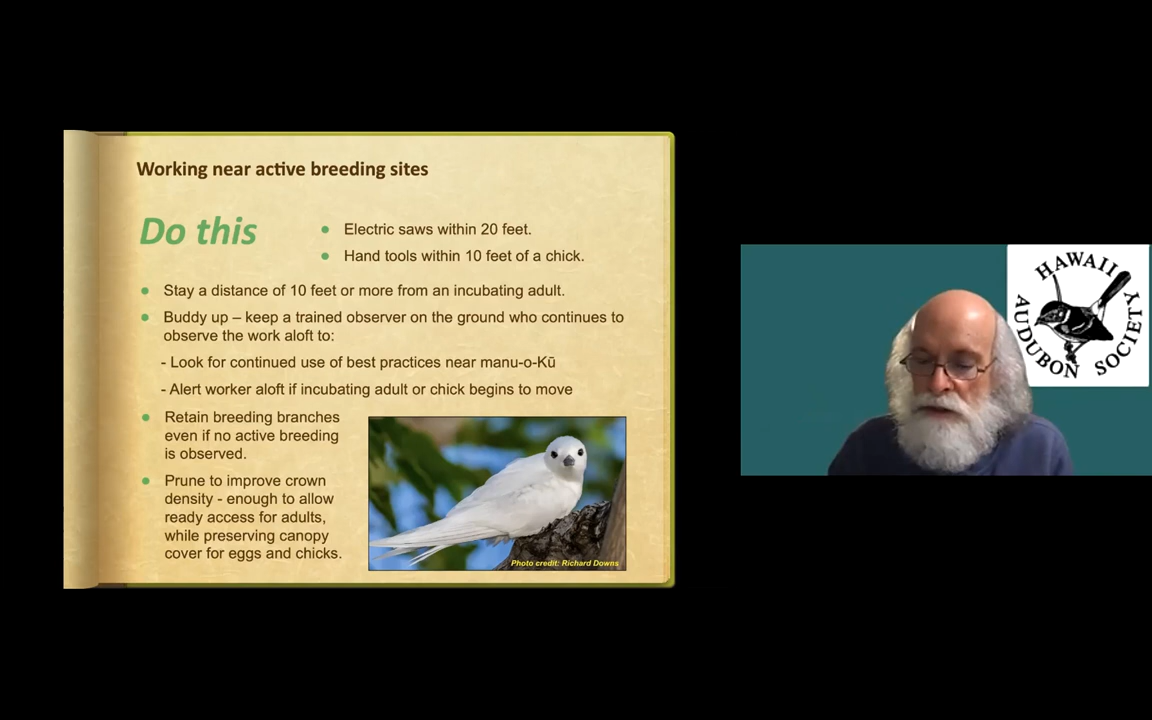 Working near active breeding sites
Do this
● Electric saws within 20 feet.
● Hand tools within 10 feet of a chick.
● Stay a distance of 10 feet or more from an incubating adult.
● Buddy up – keep a trained observer on the ground who continues to
observe the work aloft to:
- Look for continued use of best practices near manu-o-Kū
- Alert worker aloft if incubating adult or chick begins to move
● Retain breeding branches
even if no active breeding
is observed.
● Prune to improve crown
density - enough to allow
ready access for adults,
while preserving canopy
cover for eggs and chicks.
Photo credit: Richard Downs
HAWAII
AUDUBON SOCIETY